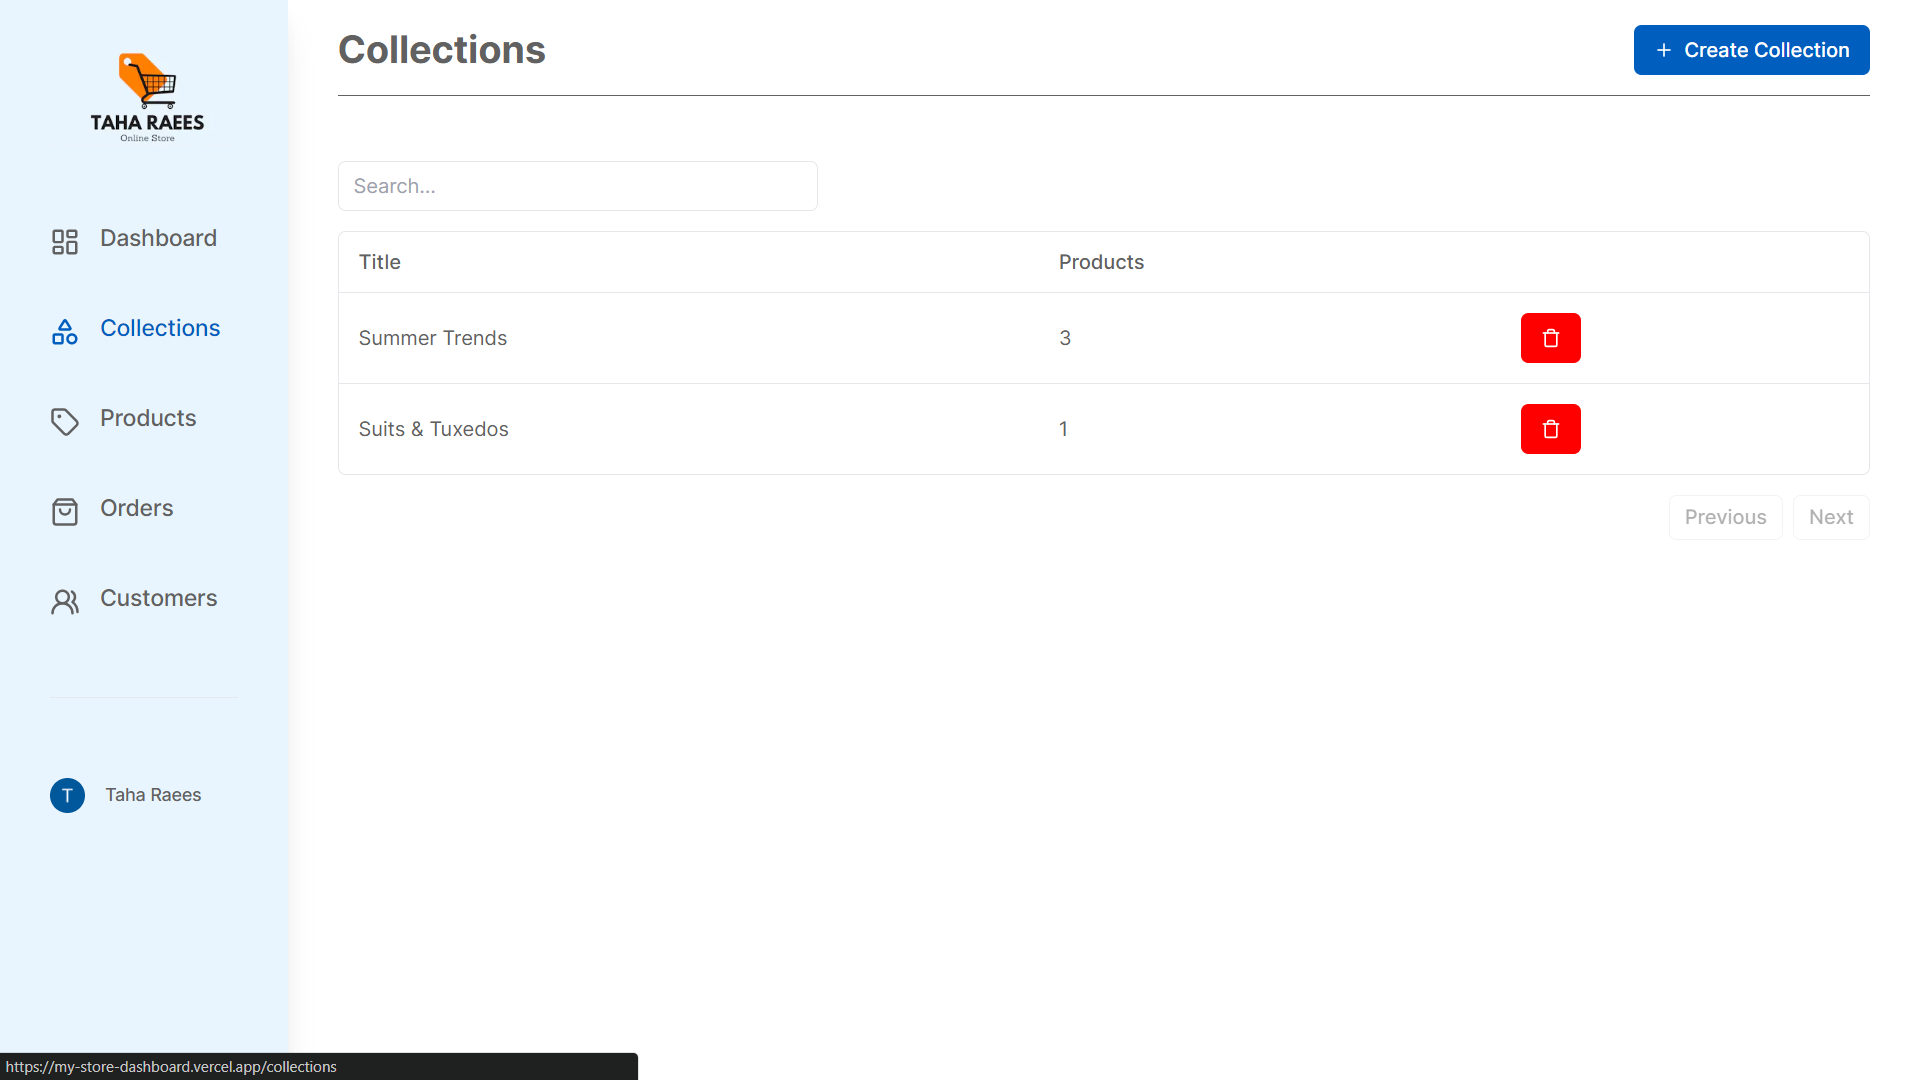 TAHA RAEES
Online Store
Dashboard
Collections
Products
Orders
Customers
T Taha Raees
Collections
+ Create Collection
Search...
Title Products
Summer Trends 3
Suits & Tuxedos 1
Previous Next
https://my-store-dashboard.vercel.app/collections